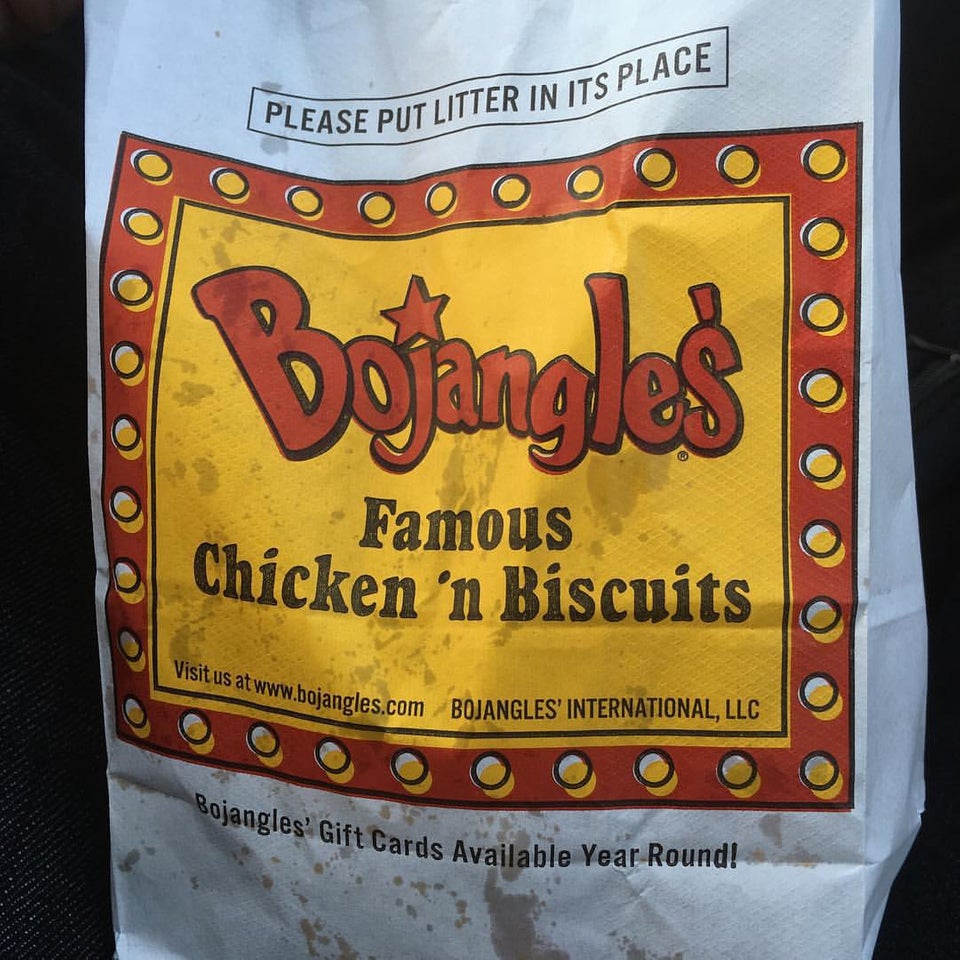 PLEASE PUT LITTER IN ITS PLACE
Bojangles'®
Famous
Chicken 'n Biscuits
Visit us at www.bojangles.com BOJANGLES' INTERNATIONAL, LLC
Bojangles' Gift Cards Available Year Round!